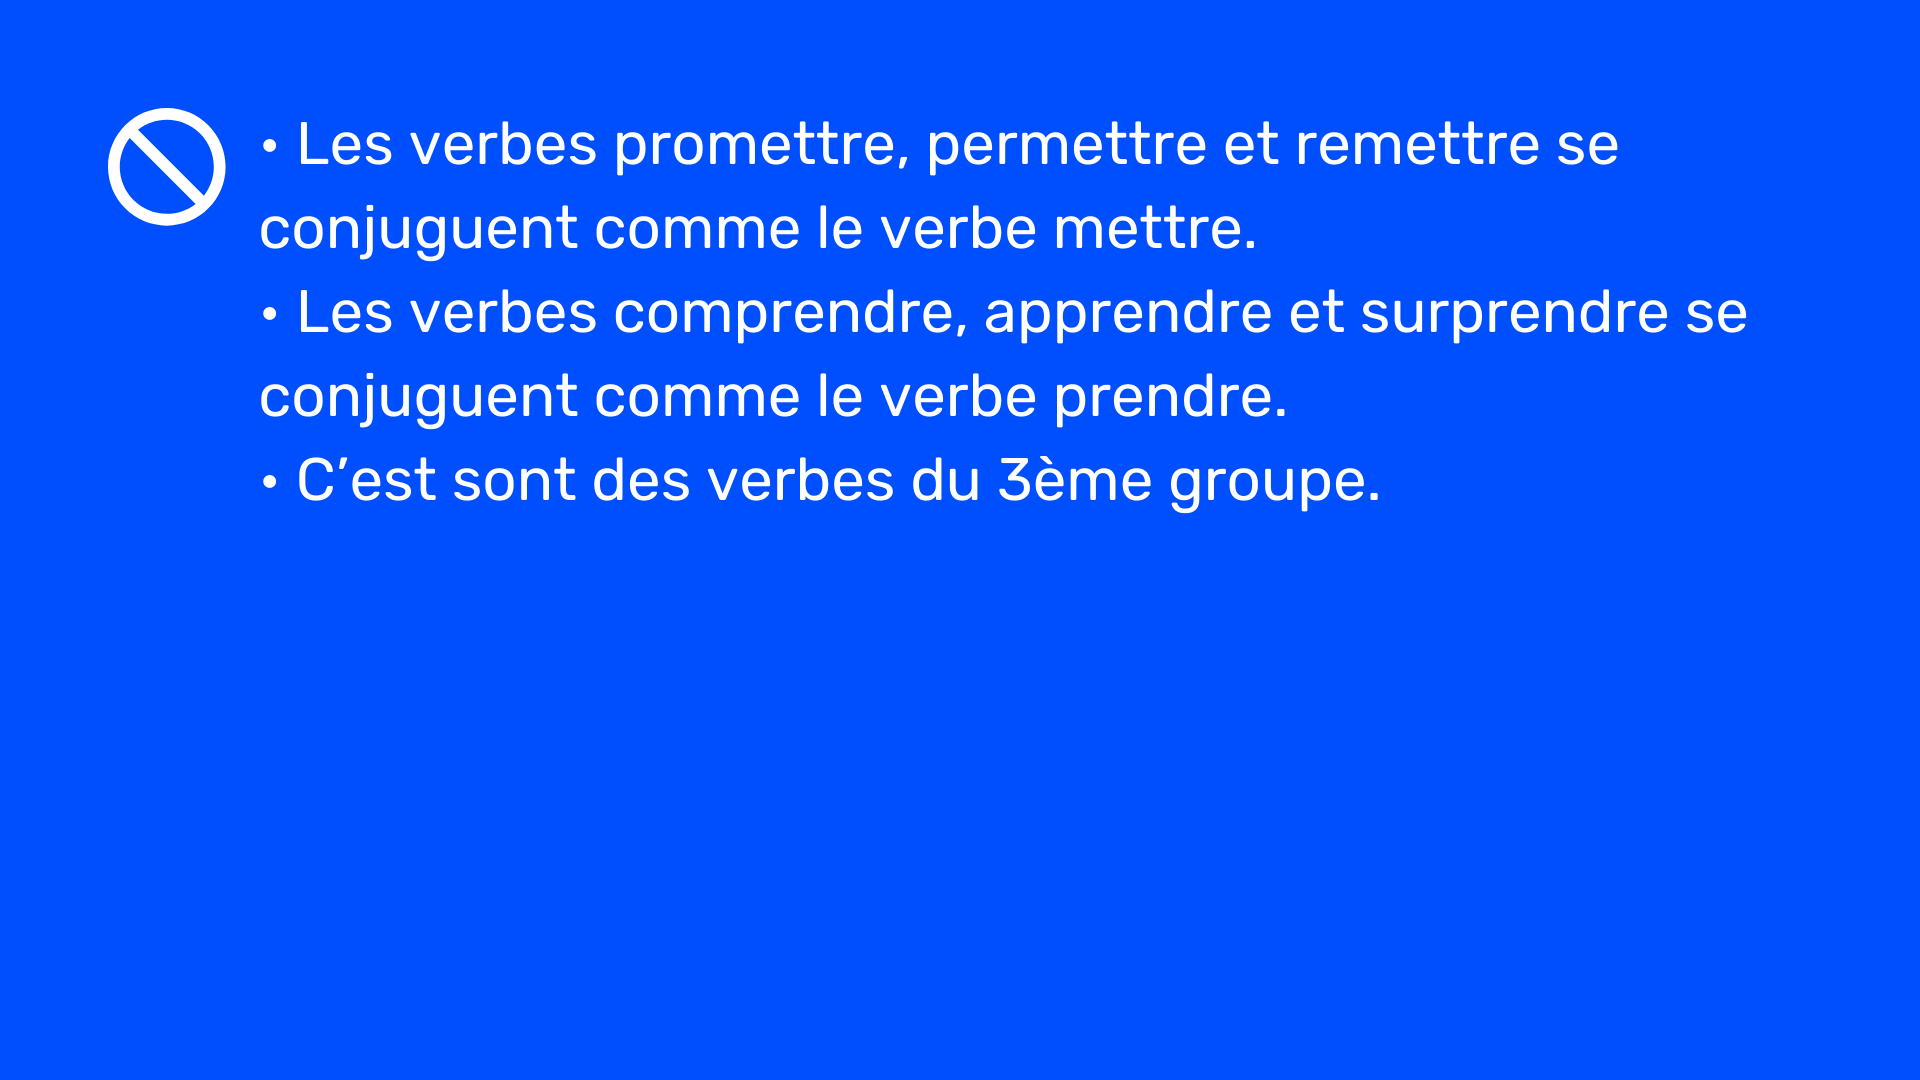 • Les verbes promettre, permettre et remettre se
conjuguent comme le verbe mettre.
• Les verbes comprendre, apprendre et surprendre se
conjuguent comme le verbe prendre.
• C’est sont des verbes du 3ème groupe.